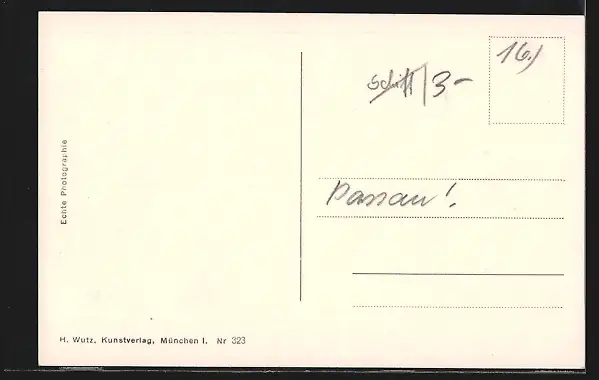 16.)
Schiff / 3-
Echte Photographie
Passau!
H. Wutz, Kunstverlag, München I. Nr 323